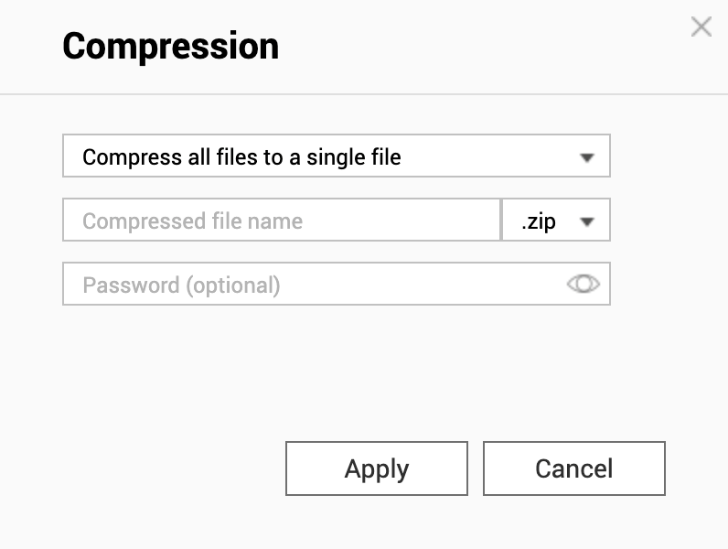 Compression
Compress all files to a single file
Compressed file name
.zip
Password (optional)
Apply
Cancel